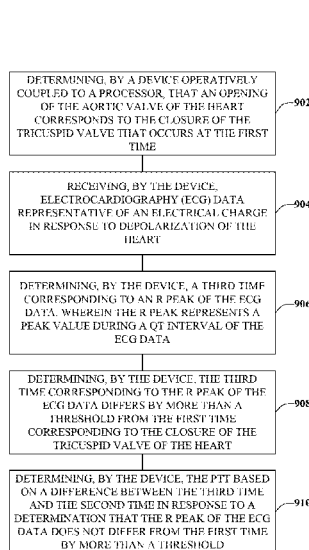 DETERMINING, BY A DEVICE OPERATIVELY
COUPLED TO A PROCESSOR, THAT AN OPENING
OF THE AORTIC VALVE OF THE HEART
CORRESPONDS TO THE CLOSURE OF THE
TRICUSPID VALVE THAT OCCURS AT THE FIRST
TIME
902
RECEIVING, BY THE DEVICE,
ELECTROCARDIOGRAPHY (ECG) DATA
REPRESENTATIVE OF AN ELECTRICAL CHARGE
IN RESPONSE TO DEPOLARIZATION OF THE
HEART
904
DETERMINING, BY THE DEVICE, A THIRD TIME
CORRESPONDING TO AN R PEAK OF THE ECG
DATA, WHEREIN THE R PEAK REPRESENTS A
PEAK VALUE DURING A QT INTERVAL OF THE
ECG DATA
906
DETERMINING, BY THE DEVICE, THE THIRD
TIME CORRESPONDING TO THE R PEAK OF THE
ECG DATA DIFFERS BY MORE THAN A
THRESHOLD FROM THE FIRST TIME
CORRESPONDING TO THE CLOSURE OF THE
TRICUSPID VALVE OF THE HEART
908
DETERMINING, BY THE DEVICE, THE PTT BASED
ON A DIFFERENCE BETWEEN THE THIRD TIME
AND THE SECOND TIME IN RESPONSE TO A
DETERMINATION THAT THE R PEAK OF THE ECG
DATA DOES NOT DIFFER FROM THE FIRST TIME
BY MORE THAN A THRESHOLD
910